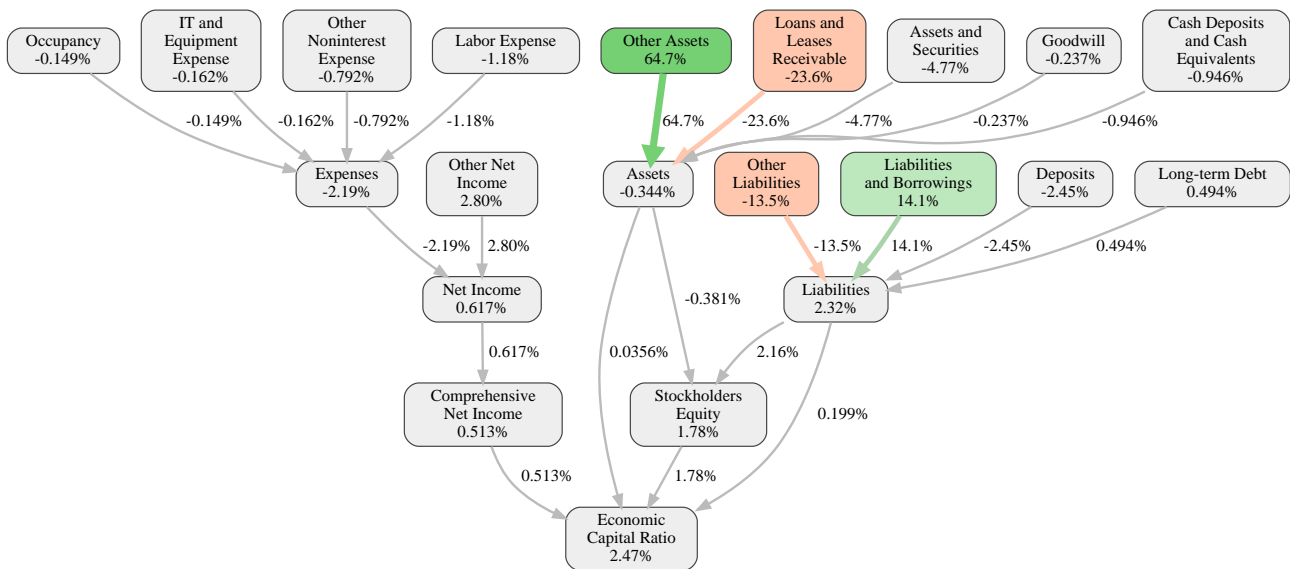 Occupancy
-0.149%
IT and
Equipment
Expense
-0.162%
Other
Noninterest
Expense
-0.792%
Labor Expense
-1.18%
Other Assets
64.7%
Loans and
Leases
Receivable
-23.6%
Assets and
Securities
-4.77%
Goodwill
-0.237%
Cash Deposits
and Cash
Equivalents
-0.946%
-0.149%
-0.162%
-0.792%
-1.18%
64.7%
-23.6%
-4.77%
-0.237%
-0.946%
Expenses
-2.19%
Other Net
Income
2.80%
Assets
-0.344%
Other
Liabilities
-13.5%
Liabilities
and Borrowings
14.1%
Deposits
-2.45%
Long-term Debt
0.494%
-2.19%
2.80%
-13.5%
14.1%
-2.45%
0.494%
Net Income
0.617%
-0.381%
Liabilities
2.32%
0.617%
0.0356%
2.16%
Comprehensive
Net Income
0.513%
Stockholders
Equity
1.78%
0.199%
0.513%
1.78%
Economic
Capital Ratio
2.47%